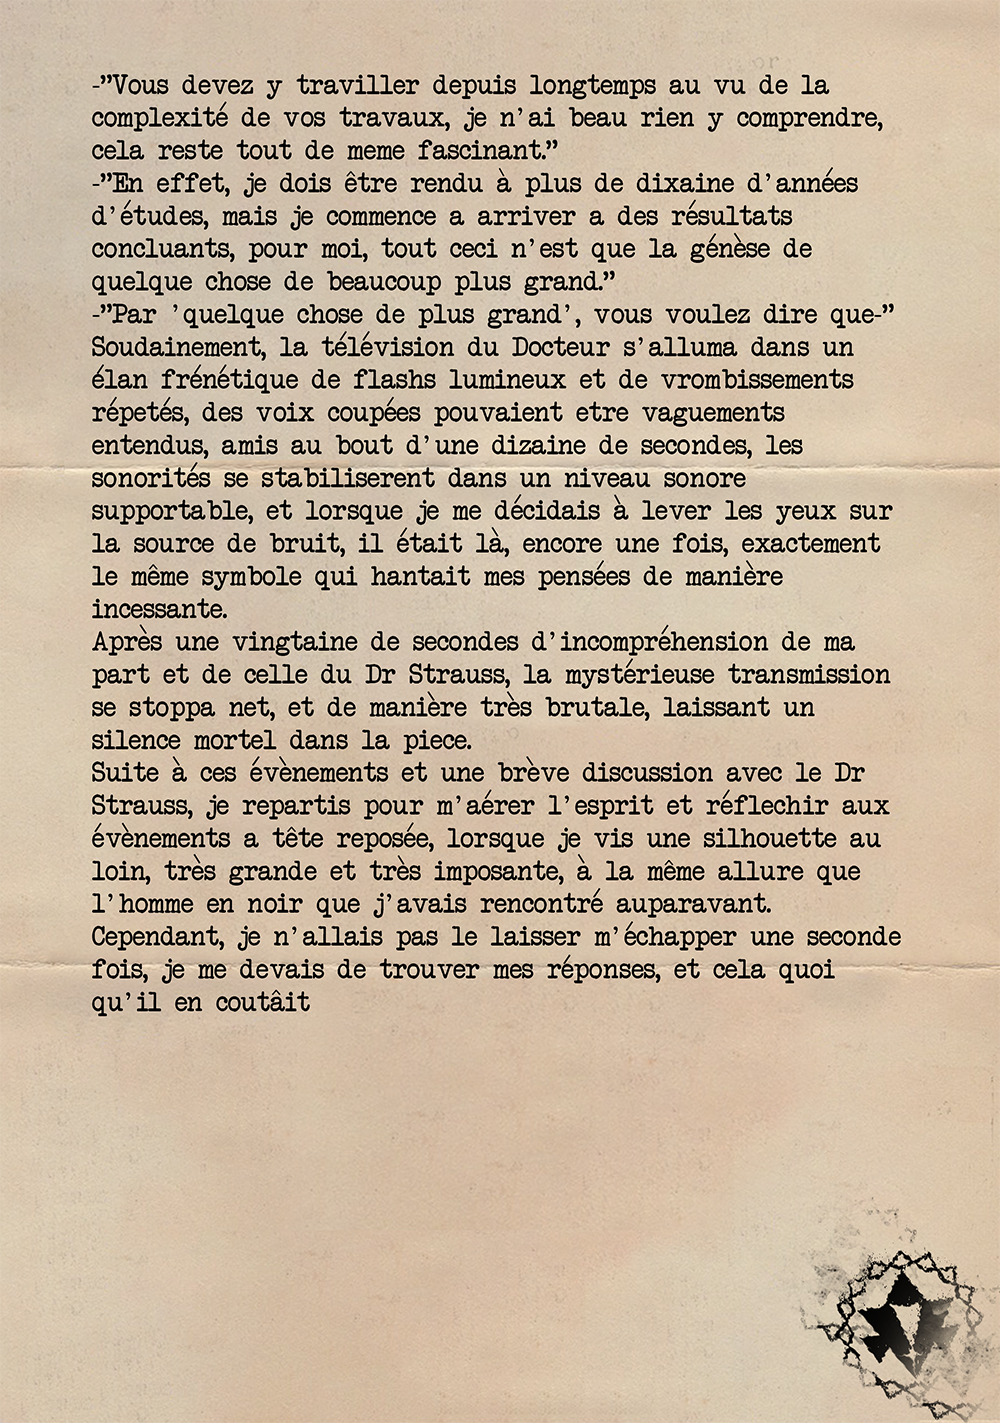 -”Vous devez y traviller depuis longtemps au vu de la
complexité de vos travaux, je n’ai beau rien y comprendre,
cela reste tout de meme fascinant.”
-”En effet, je dois être rendu à plus de dixaine d’années
d’études, mais je commence a arriver a des résultats
concluants, pour moi, tout ceci n’est que la génèse de
quelque chose de beaucoup plus grand.”
-”Par ’quelque chose de plus grand’, vous voulez dire que-”
Soudainement, la télévision du Docteur s’alluma dans un
élan frénétique de flashs lumineux et de vrombissements
répetés, des voix coupées pouvaient etre vaguements
entendus, amis au bout d’une dizaine de secondes, les
sonorités se stabiliserent dans un niveau sonore
supportable, et lorsque je me décidais à lever les yeux sur
la source de bruit, il était là, encore une fois, exactement
le même symbole qui hantait mes pensées de manière
incessante.
Après une vingtaine de secondes d’incompréhension de ma
part et de celle du Dr Strauss, la mystérieuse transmission
se stoppa net, et de manière très brutale, laissant un
silence mortel dans la piece.
Suite à ces évènements et une brève discussion avec le Dr
Strauss, je repartis pour m’aérer l’esprit et réflechir aux
évènements a tête reposée, lorsque je vis une silhouette au
loin, très grande et très imposante, à la même allure que
l’homme en noir que j’avais rencontré auparavant.
Cependant, je n’allais pas le laisser m’échapper une seconde
fois, je me devais de trouver mes réponses, et cela quoi
qu’il en coutâit